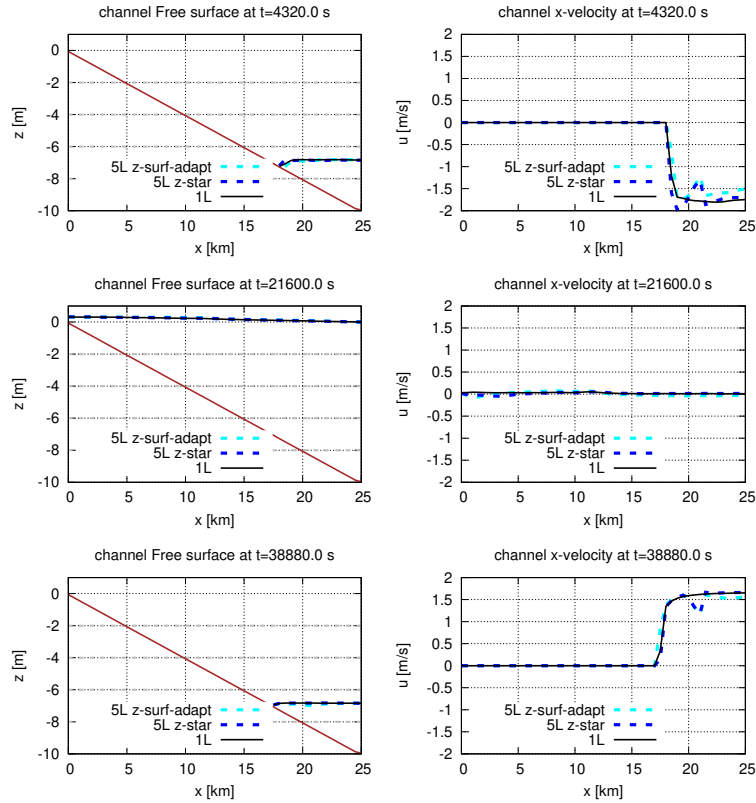 channel Free surface at t=4320.0 s
z [m]
0
-2
-4
-6
-8
-10
0 5 10 15 20 25
x [km]
5L z-surf-adapt
5L z-star
1L
channel x-velocity at t=4320.0 s
u [m/s]
2
1.5
1
0.5
0
-0.5
-1
-1.5
-2
0 5 10 15 20 25
x [km]
5L z-surf-adapt
5L z-star
1L
channel Free surface at t=21600.0 s
z [m]
0
-2
-4
-6
-8
-10
0 5 10 15 20 25
x [km]
5L z-surf-adapt
5L z-star
1L
channel x-velocity at t=21600.0 s
u [m/s]
2
1.5
1
0.5
0
-0.5
-1
-1.5
-2
0 5 10 15 20 25
x [km]
5L z-surf-adapt
5L z-star
1L
channel Free surface at t=38880.0 s
z [m]
0
-2
-4
-6
-8
-10
0 5 10 15 20 25
x [km]
5L z-surf-adapt
5L z-star
1L
channel x-velocity at t=38880.0 s
u [m/s]
2
1.5
1
0.5
0
-0.5
-1
-1.5
-2
0 5 10 15 20 25
x [km]
5L z-surf-adapt
5L z-star
1L